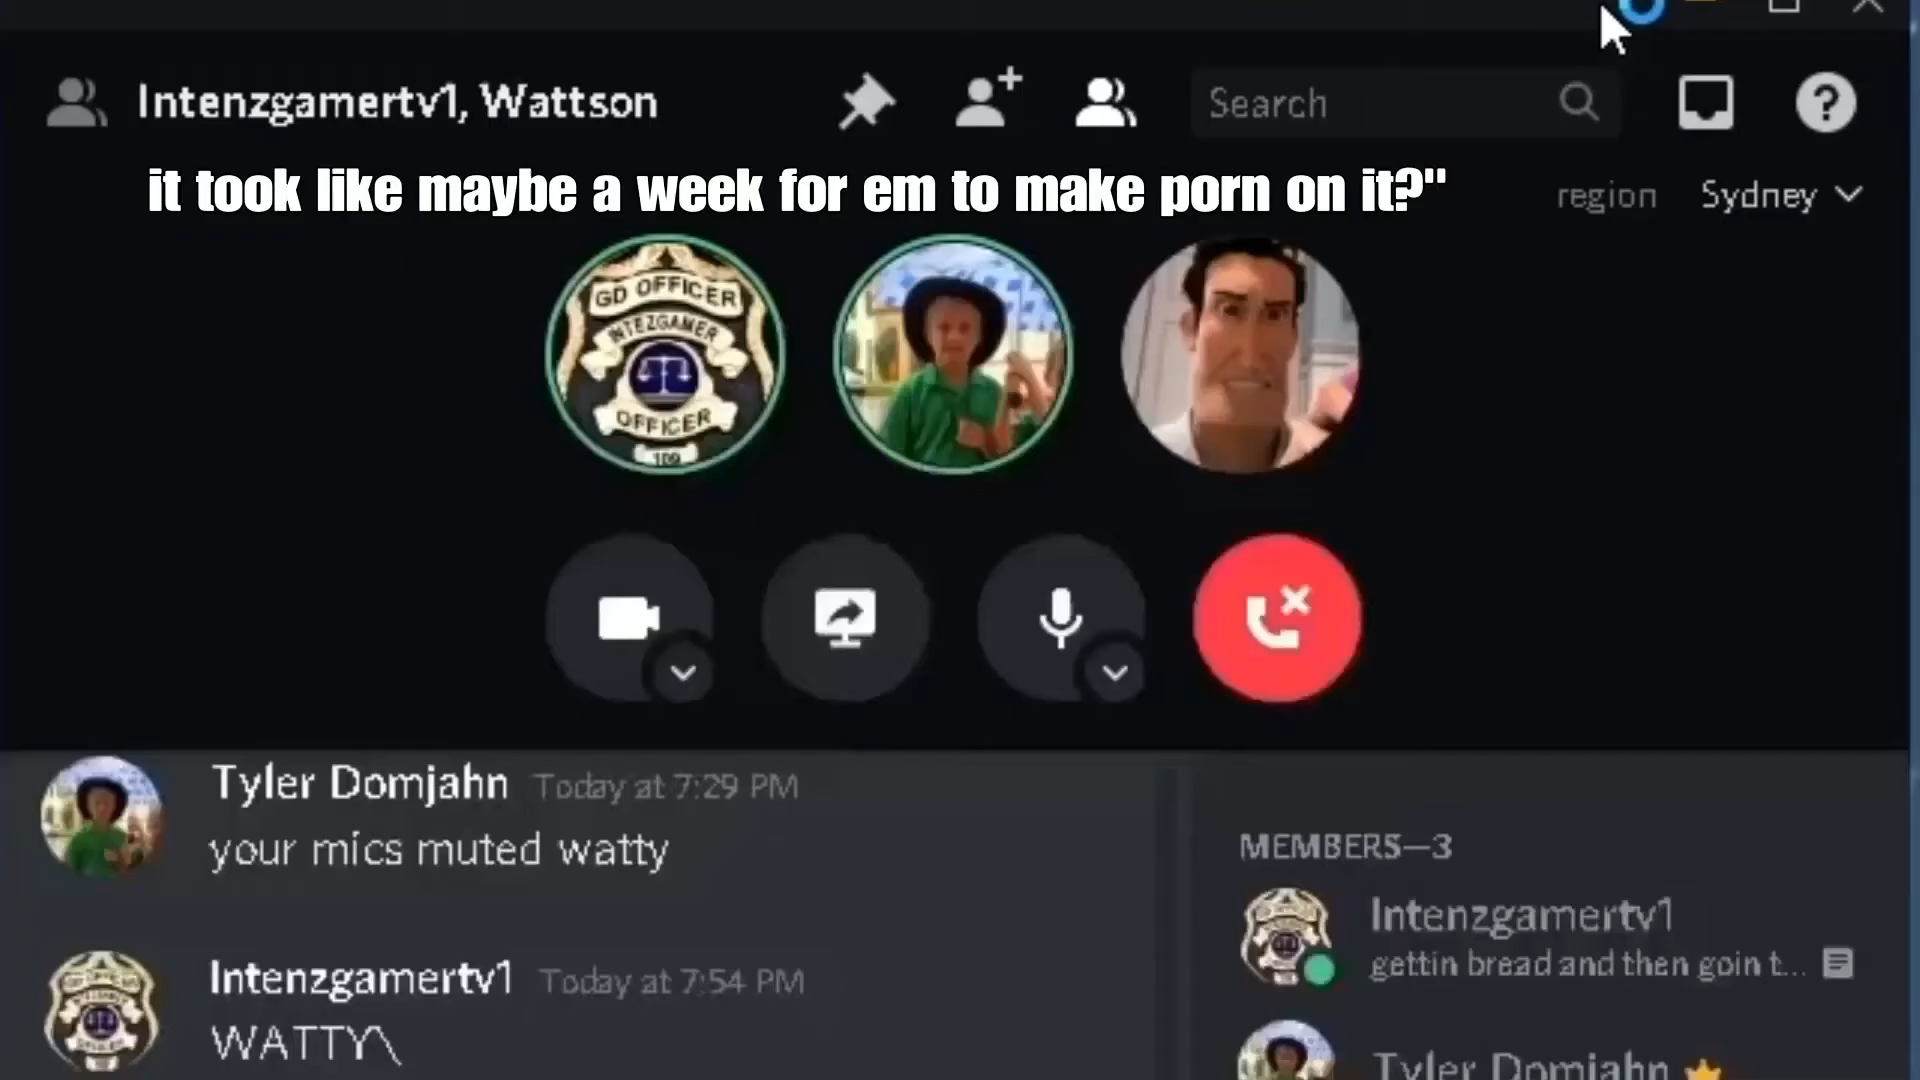 Intenzgamertv1, Wattson
Search
it took like maybe a week for em to make porn on it?"
region Sydney
GD OFFICER
INTEZGAMER
OFFICER
109
Tyler Domjahn Today at 7:29 PM
your mics muted watty
Intenzgamertv1 Today at 7:54 PM
WATTY\
MEMBERS—3
Intenzgamertv1
gettin bread and then goin t...
Tyler Domjahn